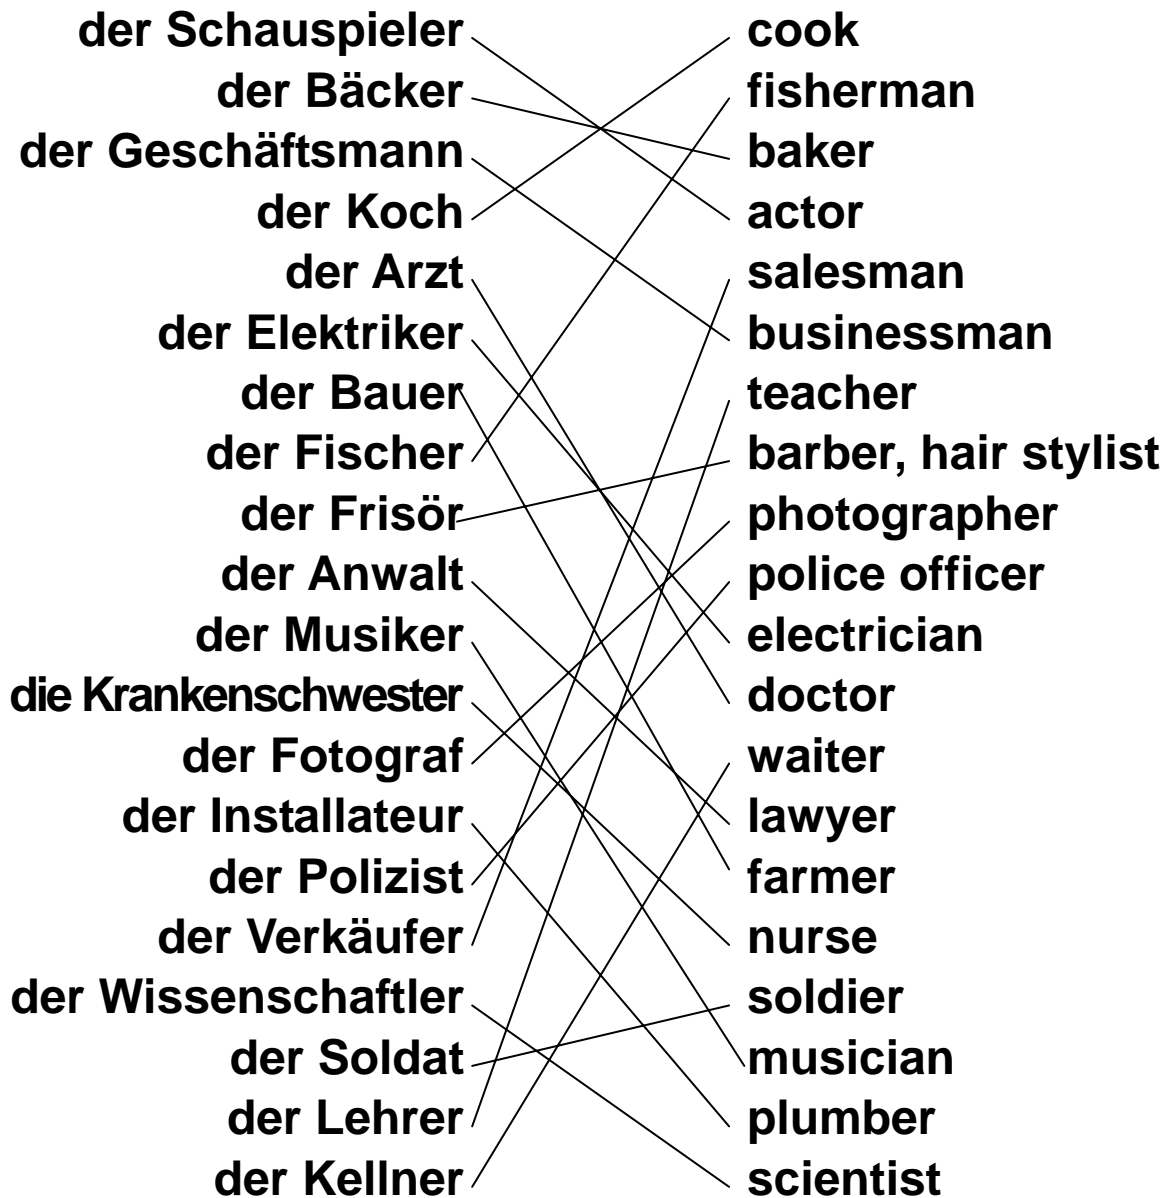 der Schauspieler cook
der Bäcker fisherman
der Geschäftsmann baker
der Koch actor
der Arzt salesman
der Elektriker businessman
der Bauer teacher
der Fischer barber, hair stylist
der Frisör photographer
der Anwalt police officer
der Musiker electrician
die Krankenschwester doctor
der Fotograf waiter
der Installateur lawyer
der Polizist farmer
der Verkäufer nurse
der Wissenschaftler soldier
der Soldat musician
der Lehrer plumber
der Kellner scientist